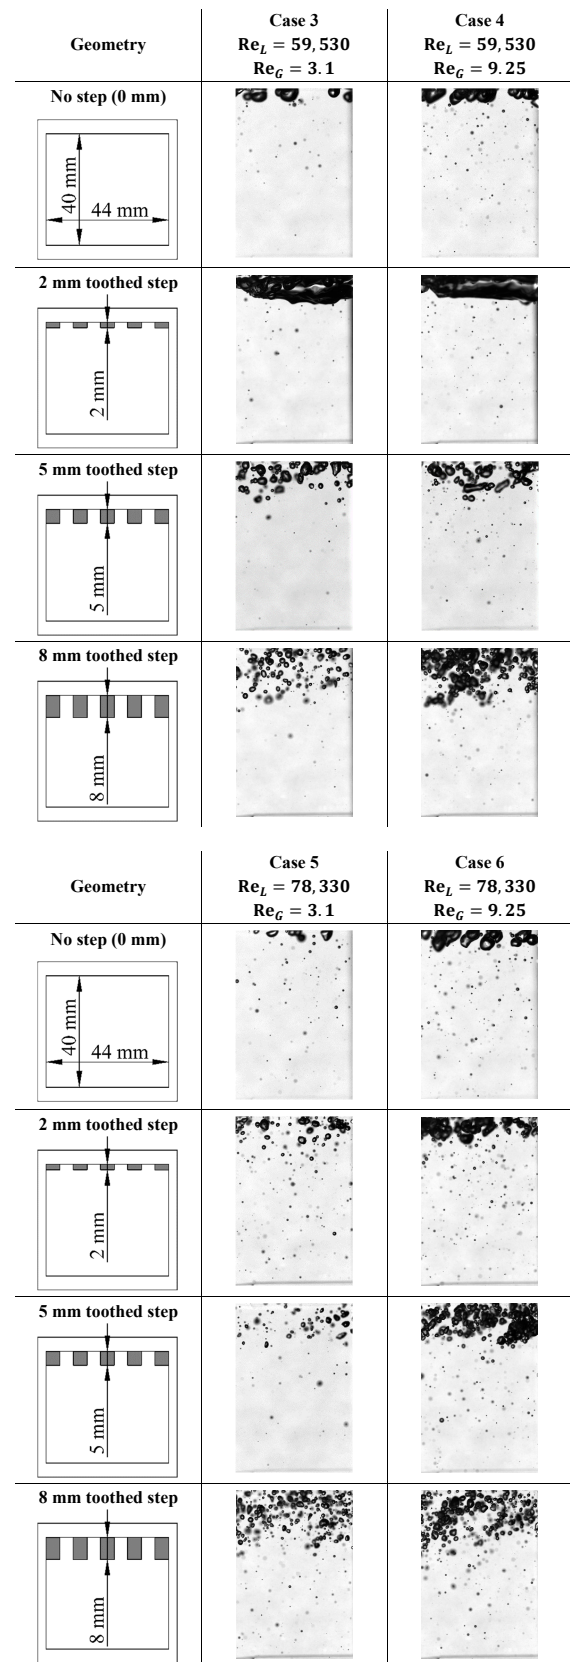 Geometry
Case 3
Re_L = 59,530
Re_G = 3.1
Case 4
Re_L = 59,530
Re_G = 9.25
No step (0 mm)
40 mm
44 mm
2 mm toothed step
2 mm
5 mm toothed step
5 mm
8 mm toothed step
8 mm
Geometry
Case 5
Re_L = 78,330
Re_G = 3.1
Case 6
Re_L = 78,330
Re_G = 9.25
No step (0 mm)
40 mm
44 mm
2 mm toothed step
2 mm
5 mm toothed step
5 mm
8 mm toothed step
8 mm